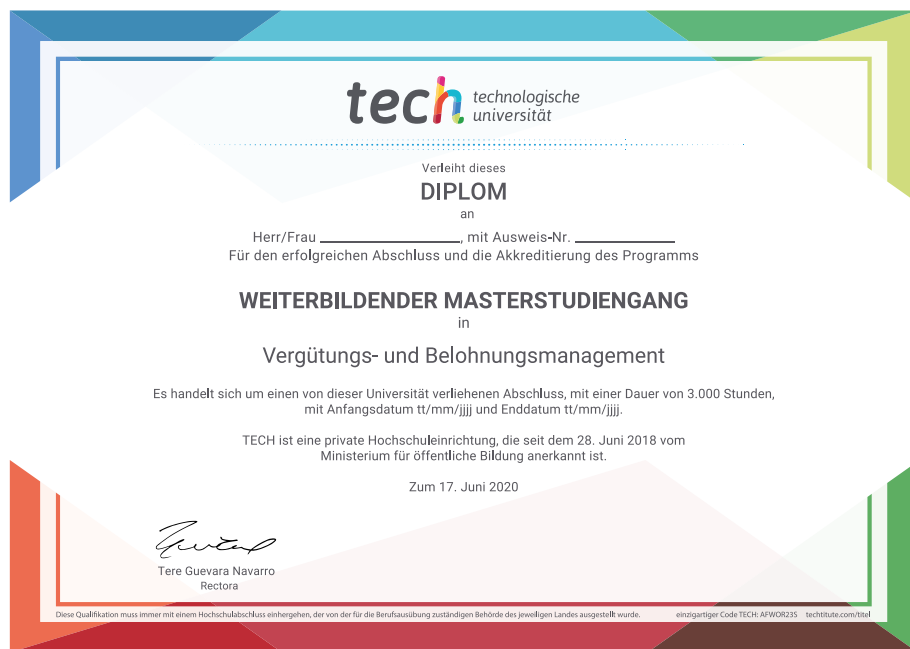 tech technologische
universität
Verleiht dieses
DIPLOM
an
Herr/Frau ____________________, mit Ausweis-Nr. ______________
Für den erfolgreichen Abschluss und die Akkreditierung des Programms
WEITERBILDENDER MASTERSTUDIENGANG
in
Vergütungs- und Belohnungsmanagement
Es handelt sich um einen von dieser Universität verliehenen Abschluss, mit einer Dauer von 3.000 Stunden,
mit Anfangsdatum tt/mm/jjjj und Enddatum tt/mm/jjjj.
TECH ist eine private Hochschuleinrichtung, die seit dem 28. Juni 2018 vom
Ministerium für öffentliche Bildung anerkannt ist.
Zum 17. Juni 2020
Tere Guevara Navarro
Rectora
Diese Qualifikation muss immer mit einem Hochschulabschluss einhergehen, der von der für die Berufsausübung zuständigen Behörde des jeweiligen Landes ausgestellt wurde. einzigartiger Code TECH: AFWOR23S techtitute.com/titel